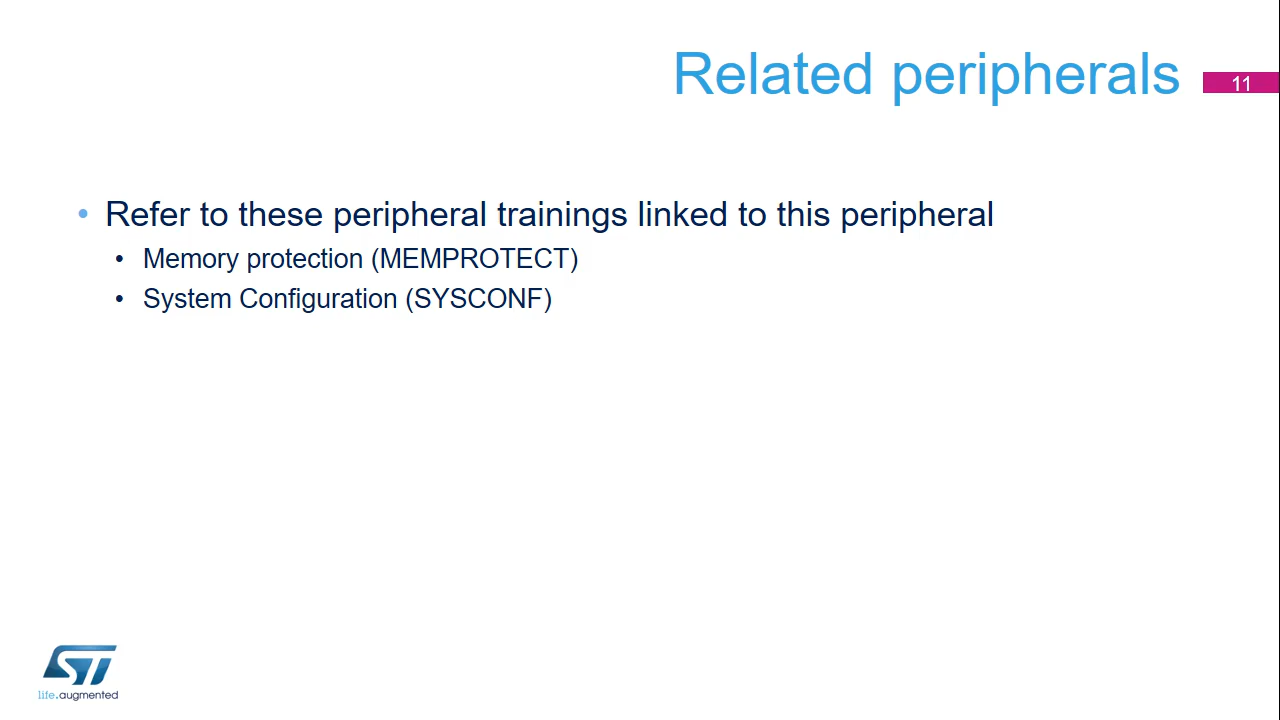 Related peripherals
11
• Refer to these peripheral trainings linked to this peripheral
• Memory protection (MEMPROTECT)
• System Configuration (SYSCONF)
ST
life.augmented